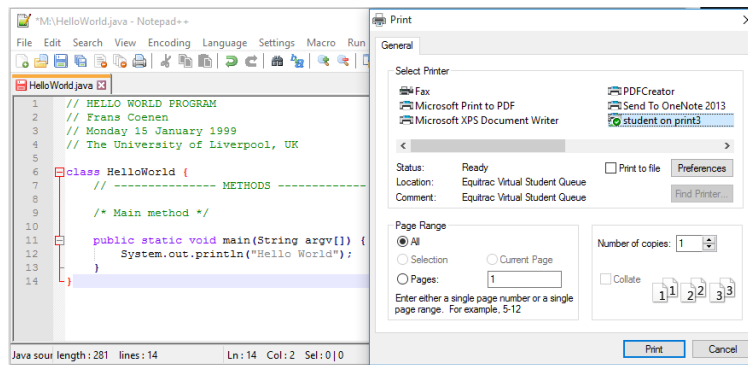 *M:\HelloWorld.java - Notepad++
File Edit Search View Encoding Language Settings Macro Run
HelloWorld.java
1 // HELLO WORLD PROGRAM
2 // Frans Coenen
3 // Monday 15 January 1999
4 // The University of Liverpool, UK
5
6 class HelloWorld {
7 // --------------- METHODS ------------
8
9 /* Main method */
10
11 public static void main(String argv[]) {
12 System.out.println("Hello World");
13 }
14 }
Java sour length : 281 lines : 14 Ln : 14 Col : 2 Sel : 0 | 0
Print
General
Select Printer
Fax
Microsoft Print to PDF
Microsoft XPS Document Writer
PDFCreator
Send To OneNote 2013
student on print3
Status: Ready
Location: Equitrac Virtual Student Queue
Comment: Equitrac Virtual Student Queue
Print to file
Preferences
Find Printer...
Page Range
All
Selection
Current Page
Pages: 1
Enter either a single page number or a single
page range. For example, 5-12
Number of copies: 1
Collate
1 1 2 2 3 3
Print
Cancel